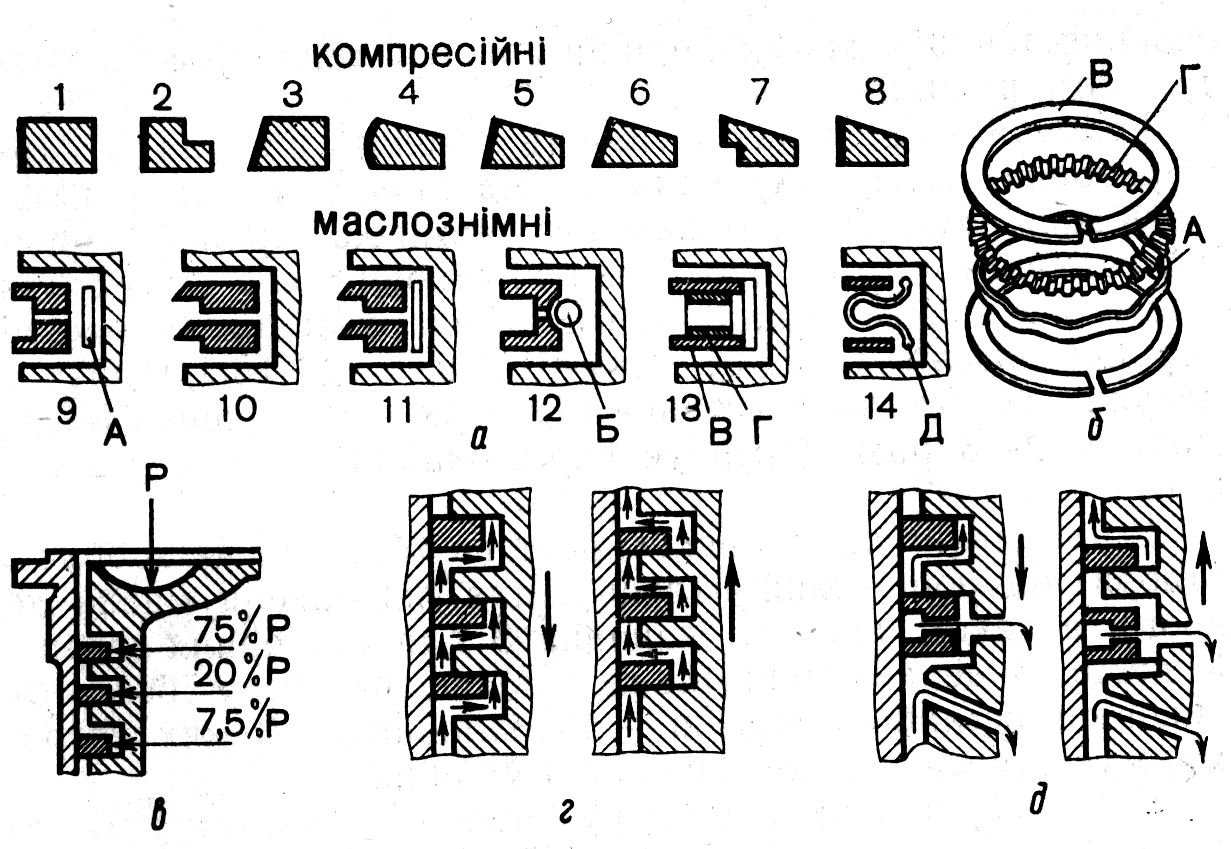 компресійні
1 2 3 4 5 6 7 8
В Г
маслознімні
А
9 10 11 12 13 14
А Б В Г Д
а б
P
75%P
20%P
7,5%P
в г д